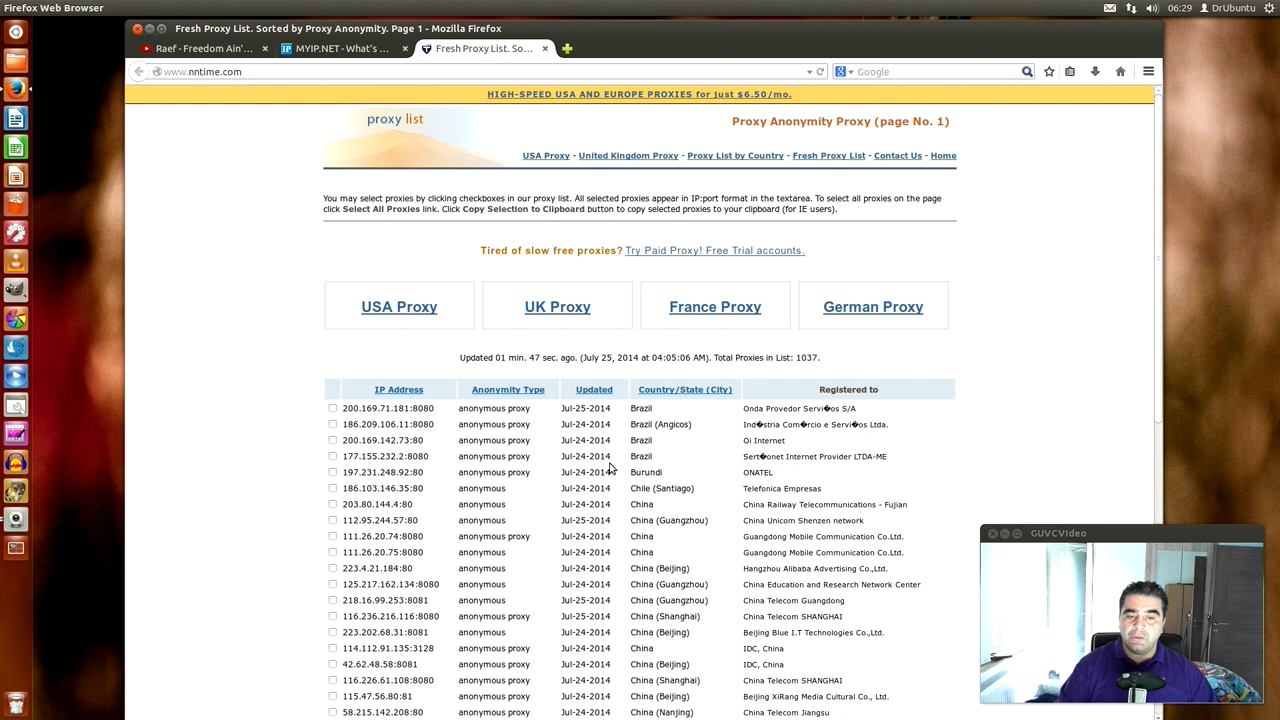 Firefox Web Browser
06:29 DrUbuntu
Fresh Proxy List. Sorted by Proxy Anonymity. Page 1 - Mozilla Firefox
Raef - Freedom Ain'... × MYIP.NET - What's ... × Fresh Proxy List. So... ×
www.nntime.com
Google
HIGH-SPEED USA AND EUROPE PROXIES for just $6.50/mo.
proxy list
Proxy Anonymity Proxy (page No. 1)
USA Proxy - United Kingdom Proxy - Proxy List by Country - Fresh Proxy List - Contact Us - Home
You may select proxies by clicking checkboxes in our proxy list. All selected proxies appear in IP:port format in the textarea. To select all proxies on the page
click Select All Proxies link. Click Copy Selection to Clipboard button to copy selected proxies to your clipboard (for IE users).
Tired of slow free proxies? Try Paid Proxy! Free Trial accounts.
USA Proxy UK Proxy France Proxy German Proxy
Updated 01 min. 47 sec. ago. (July 25, 2014 at 04:05:06 AM). Total Proxies in List: 1037.
IP Address Anonymity Type Updated Country/State (City) Registered to
200.169.71.181:8080 anonymous proxy Jul-25-2014 Brazil Onda Provedor Servi�os S/A
186.209.106.11:8080 anonymous proxy Jul-24-2014 Brazil (Angicos) Ind�stria Com�rcio e Servi�os Ltda.
200.169.142.73:80 anonymous proxy Jul-24-2014 Brazil Oi Internet
177.155.232.2:8080 anonymous proxy Jul-24-2014 Brazil Sert�onet Internet Provider LTDA-ME
197.231.248.92:80 anonymous proxy Jul-24-2014 Burundi ONATEL
186.103.146.35:80 anonymous Jul-24-2014 Chile (Santiago) Telefonica Empresas
203.80.144.4:80 anonymous Jul-24-2014 China China Railway Telecommunications - Fujian
112.95.244.57:80 anonymous Jul-25-2014 China (Guangzhou) China Unicom Shenzen network
111.26.20.74:8080 anonymous Jul-24-2014 China Guangdong Mobile Communication Co.Ltd.
111.26.20.75:8080 anonymous Jul-24-2014 China Guangdong Mobile Communication Co.Ltd.
223.4.21.184:80 anonymous Jul-24-2014 China (Beijing) Hangzhou Alibaba Advertising Co.,Ltd.
125.217.162.134:8080 anonymous Jul-24-2014 China (Guangzhou) China Education and Research Network Center
218.16.99.253:8081 anonymous Jul-25-2014 China (Guangzhou) China Telecom Guangdong
116.236.216.116:8080 anonymous proxy Jul-25-2014 China (Shanghai) China Telecom SHANGHAI
223.202.68.31:8081 anonymous Jul-24-2014 China (Beijing) Beijing Blue I.T Technologies Co.,Ltd.
114.112.91.135:3128 anonymous proxy Jul-24-2014 China IDC, China
42.62.48.58:8081 anonymous proxy Jul-24-2014 China (Beijing) IDC, China
116.226.61.108:8080 anonymous proxy Jul-24-2014 China (Shanghai) China Telecom SHANGHAI
115.47.56.80:81 anonymous proxy Jul-24-2014 China (Beijing) Beijing XiRang Media Cultural Co., Ltd.
58.215.142.208:80 anonymous proxy Jul-24-2014 China (Nanjing) China Telecom Jiangsu
GUVCVideo